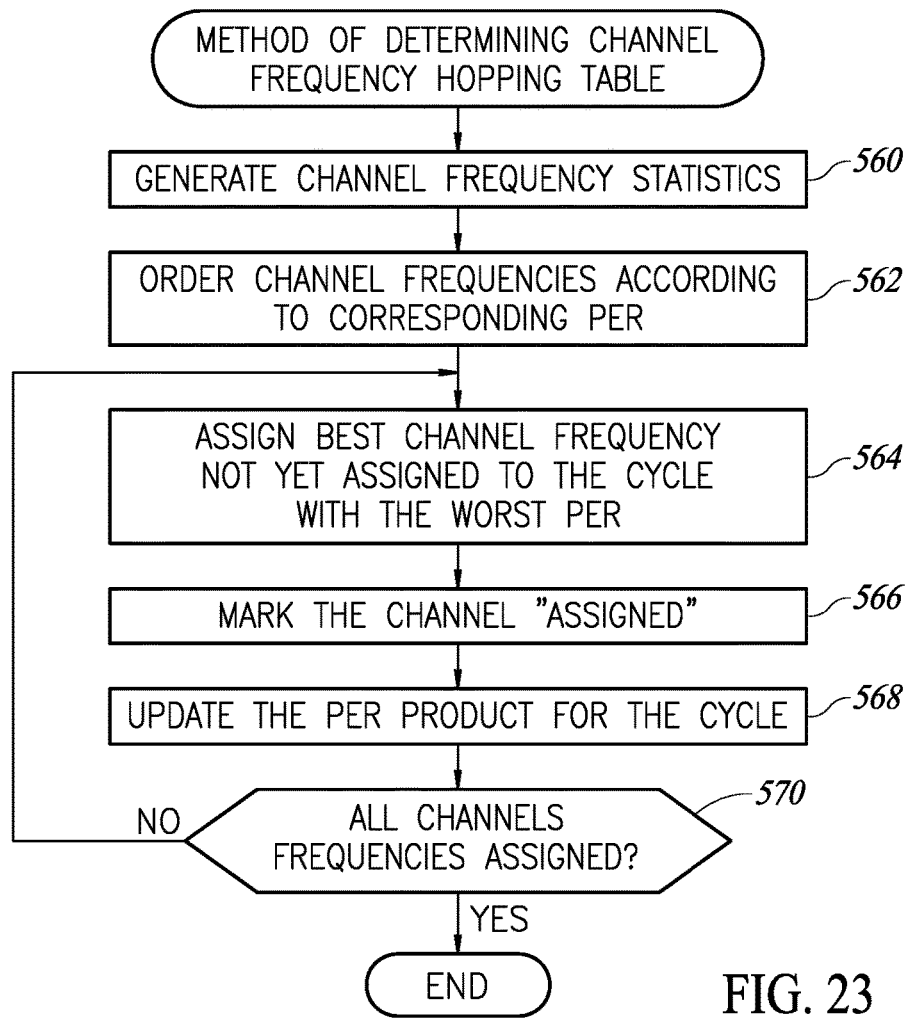 METHOD OF DETERMINING CHANNEL
FREQUENCY HOPPING TABLE
GENERATE CHANNEL FREQUENCY STATISTICS
560
ORDER CHANNEL FREQUENCIES ACCORDING
TO CORRESPONDING PER
562
ASSIGN BEST CHANNEL FREQUENCY
NOT YET ASSIGNED TO THE CYCLE
WITH THE WORST PER
564
MARK THE CHANNEL "ASSIGNED"
566
UPDATE THE PER PRODUCT FOR THE CYCLE
568
ALL CHANNELS
FREQUENCIES ASSIGNED?
570
NO
YES
END
FIG. 23